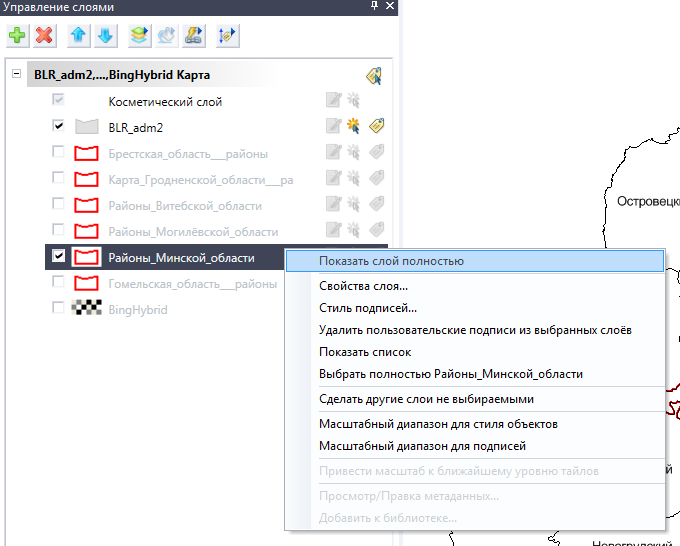 Управление слоями
BLR_adm2,...,BingHybrid Карта
Косметический слой
BLR_adm2
Брестская_область___районы
Карта_Гродненской_области___ра
Районы_Витебской_области
Районы_Могилёвской_области
Районы_Минской_области
Гомельская_область___районы
BingHybrid
Показать слой полностью
Свойства слоя...
Стиль подписей...
Удалить пользовательские подписи из выбранных слоёв
Показать список
Выбрать полностью Районы_Минской_области
Сделать другие слои не выбираемыми
Масштабный диапазон для стиля объектов
Масштабный диапазон для подписей
Привести масштаб к ближайшему уровню тайлов
Просмотр/Правка метаданных...
Добавить к библиотеке...
Островецки
й
Новогрудский